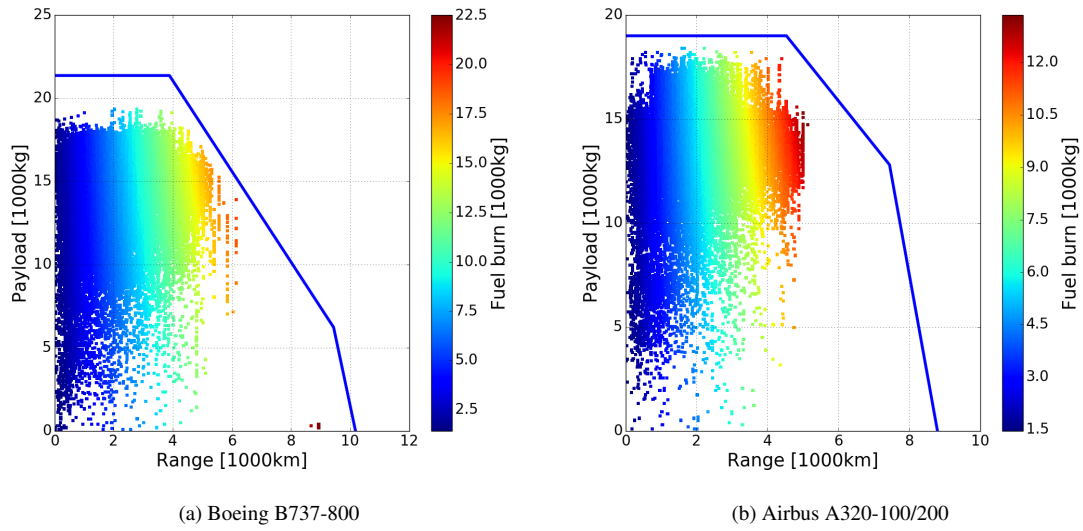 25
20
15
10
5
0
Payload [1000kg]
0 2 4 6 8 10 12
Range [1000km]
22.5
20.0
17.5
15.0
12.5
10.0
7.5
5.0
2.5
Fuel burn [1000kg]
(a) Boeing B737-800
20
15
10
5
0
Payload [1000kg]
0 2 4 6 8 10
Range [1000km]
12.0
10.5
9.0
7.5
6.0
4.5
3.0
1.5
Fuel burn [1000kg]
(b) Airbus A320-100/200